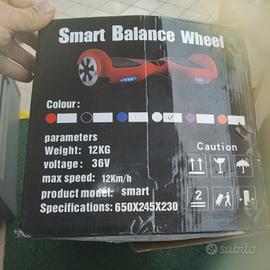 Smart Balance Wheel
Colour:
parameters
Weight: 12KG
voltage: 36V
max speed: 12Km/h
product model: smart
Specifications: 650X245X230
Caution
2
subito